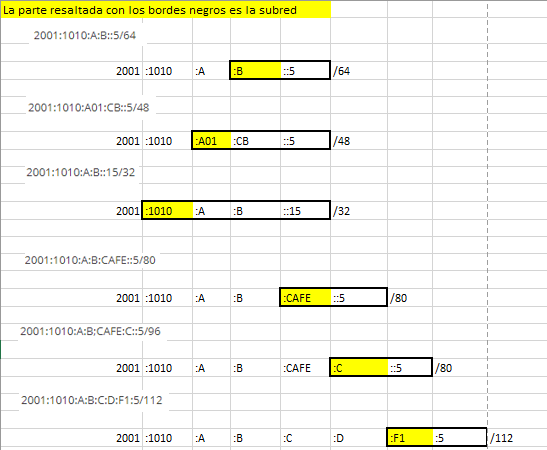 La parte resaltada con los bordes negros es la subred
2001:1010:A:B::5/64
2001 :1010 :A :B ::5 /64
2001:1010:A01:CB::5/48
2001 :1010 :A01 :CB ::5 /48
2001:1010:A:B::15/32
2001 :1010 :A :B ::15 /32
2001:1010:A:B:CAFE::5/80
2001 :1010 :A :B :CAFE ::5 /80
2001:1010:A:B:CAFE:C::5/96
2001 :1010 :A :B :CAFE :C ::5 /80
2001:1010:A:B:C:D:F1:5/112
2001 :1010 :A :B :C :D :F1 :5 /112